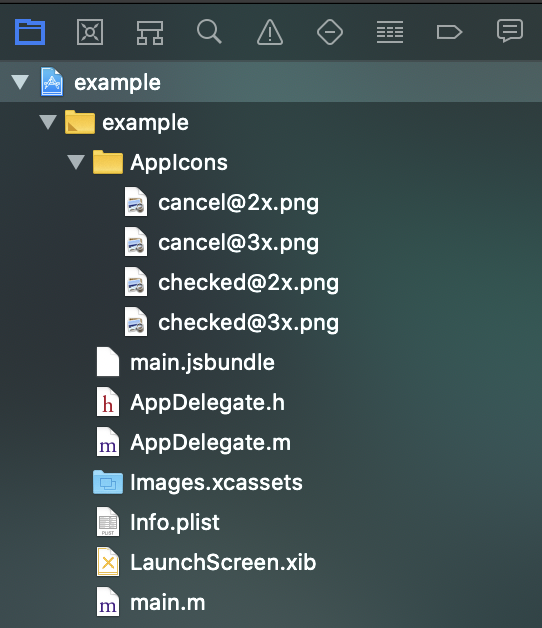 example
example
AppIcons
cancel@2x.png
cancel@3x.png
checked@2x.png
checked@3x.png
main.jsbundle
h AppDelegate.h
m AppDelegate.m
Images.xcassets
PLIST Info.plist
LaunchScreen.xib
m main.m